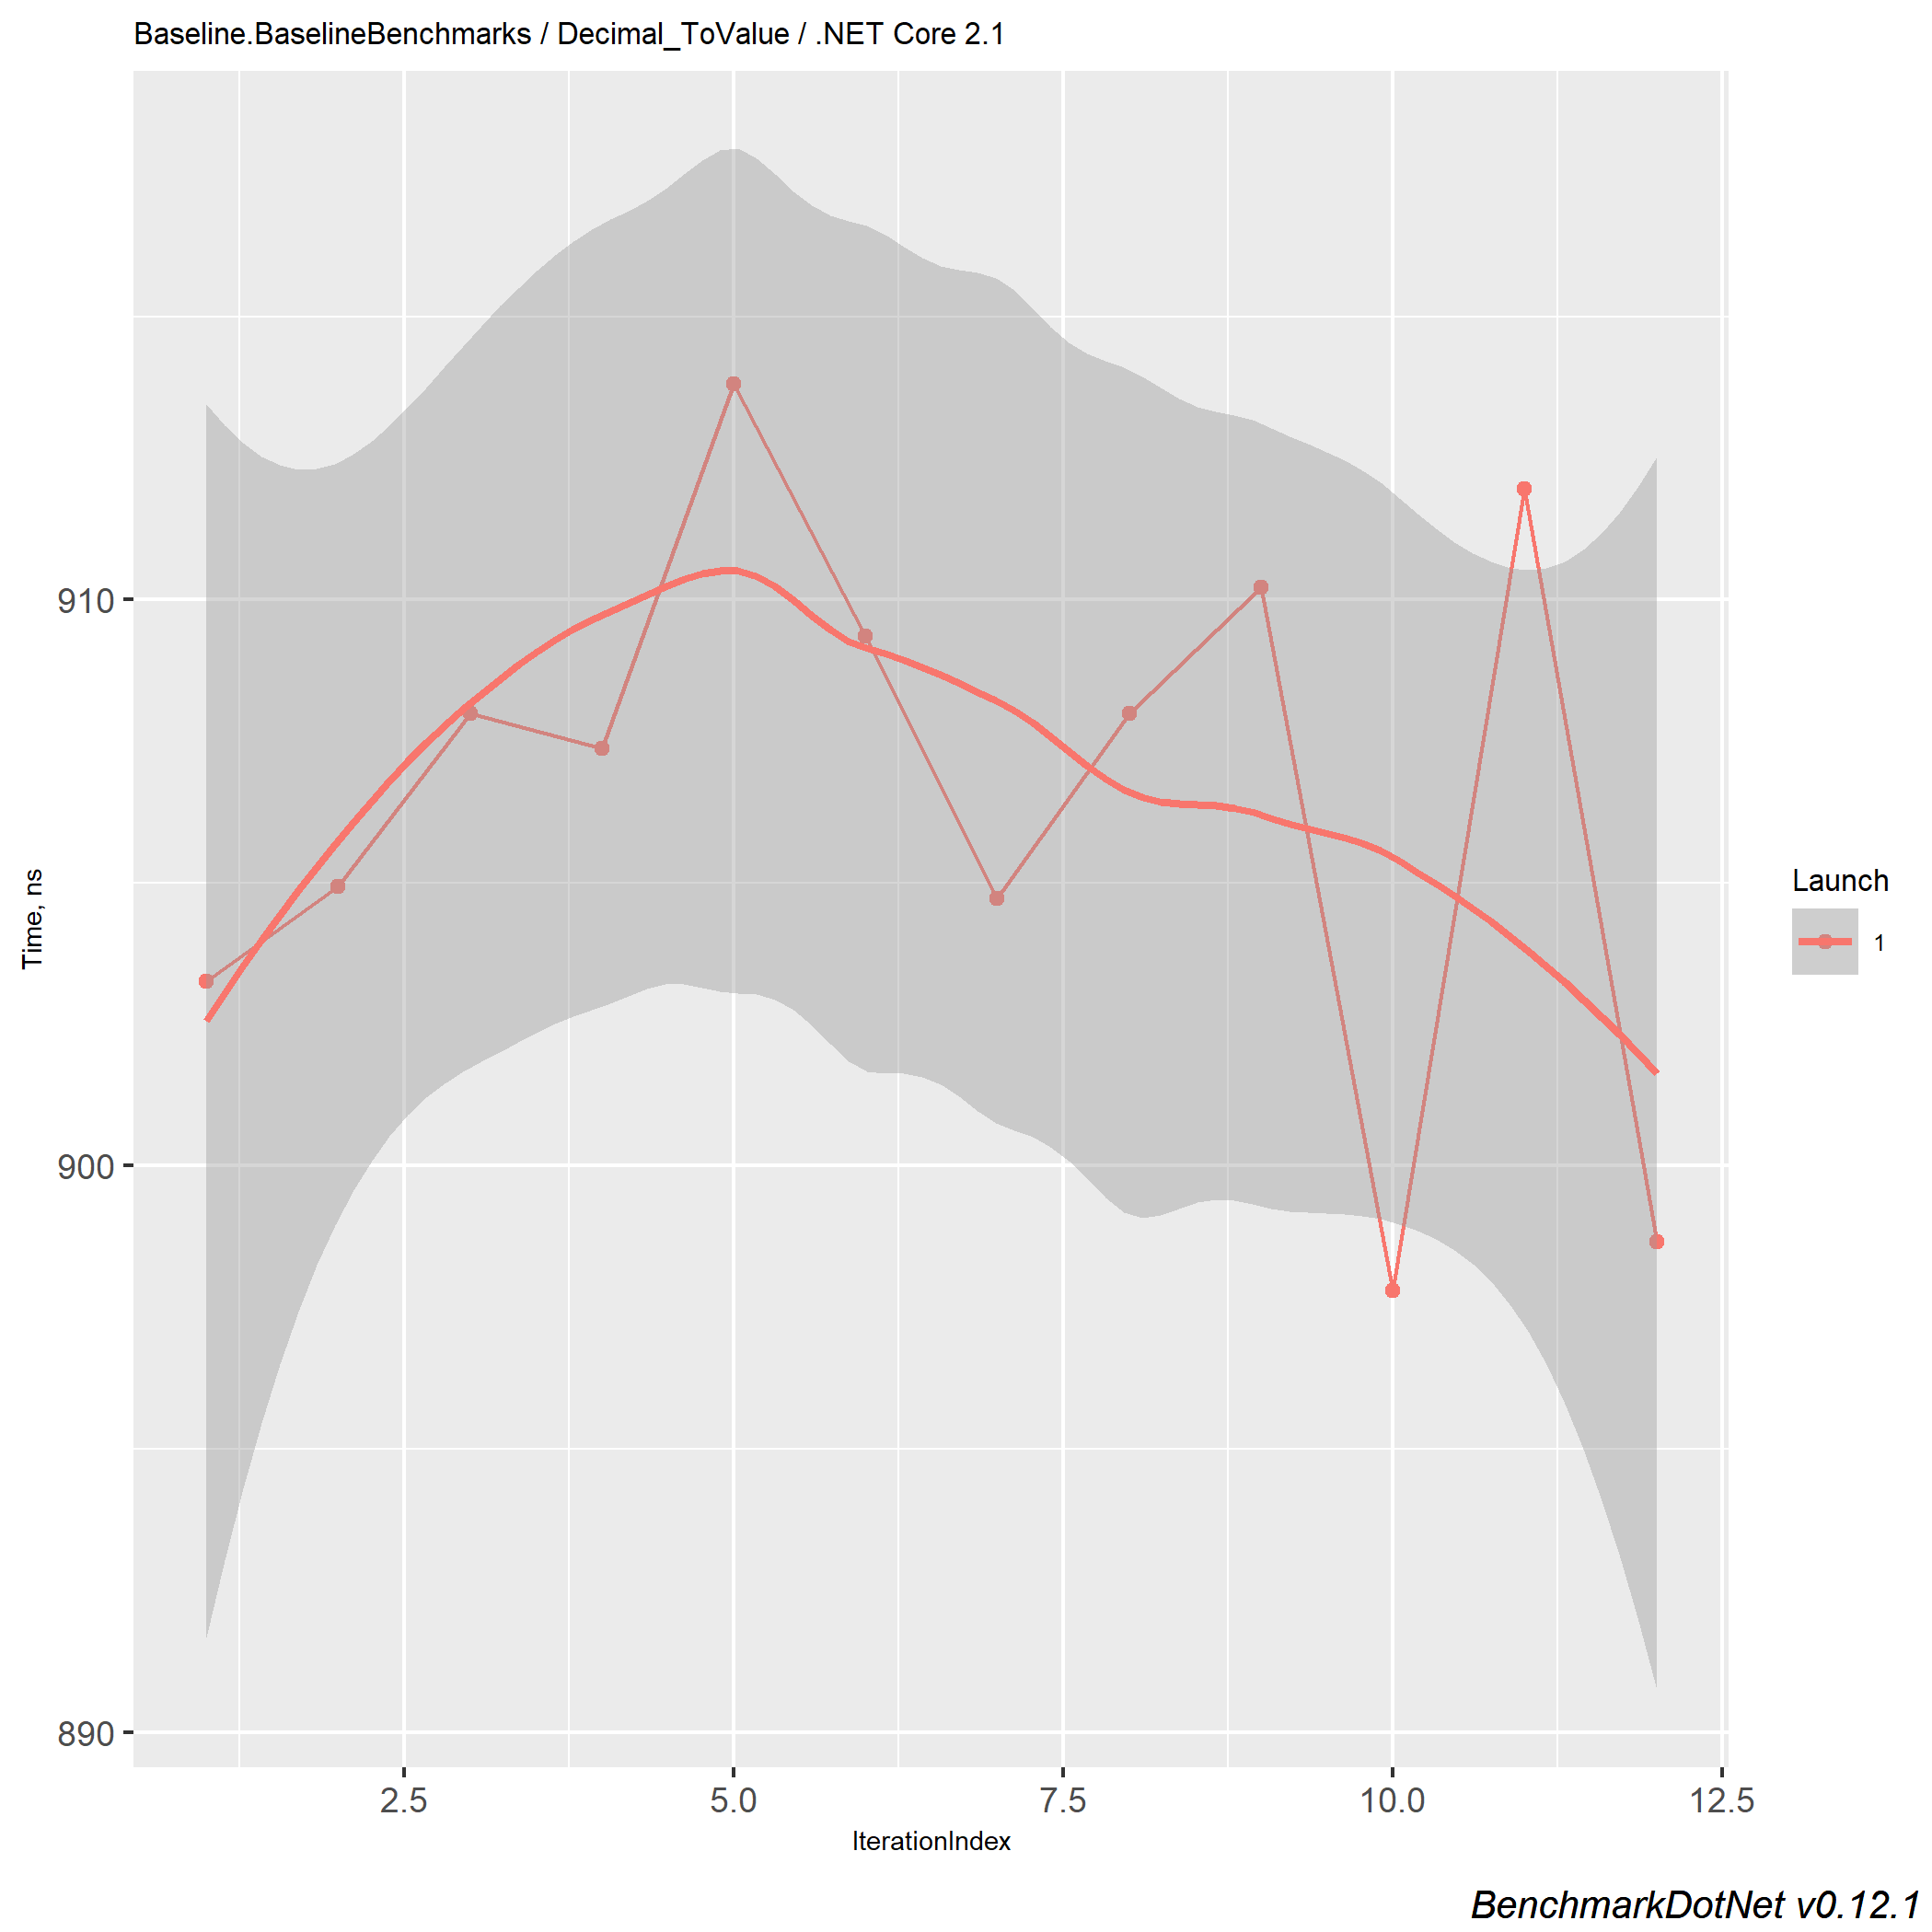 Baseline.BaselineBenchmarks / Decimal_ToValue / .NET Core 2.1
910
900
890
Time, ns
2.5 5.0 7.5 10.0 12.5
IterationIndex
Launch
1
BenchmarkDotNet v0.12.1